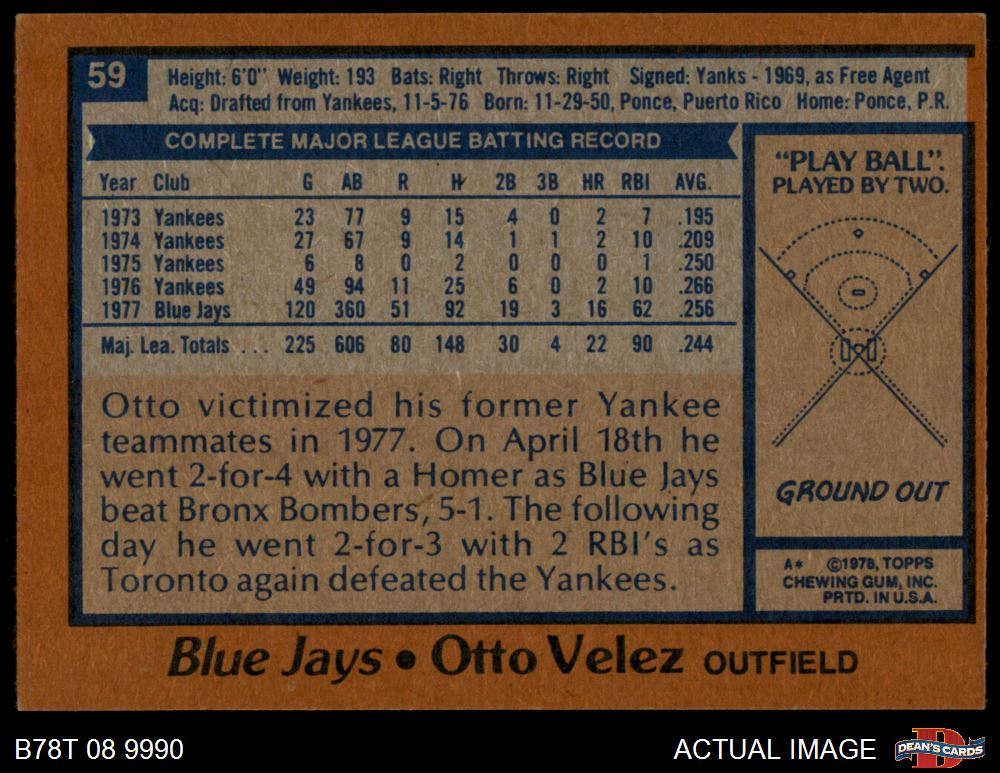 59
Height: 6'0" Weight: 193 Bats: Right Throws: Right Signed: Yanks - 1969, as Free Agent
Acq: Drafted from Yankees, 11-5-76 Born: 11-29-50, Ponce, Puerto Rico Home: Ponce, P.R.
COMPLETE MAJOR LEAGUE BATTING RECORD
Year Club G AB R H 2B 3B HR RBI AVG.
1973 Yankees 23 77 9 15 4 0 2 7 .195
1974 Yankees 27 67 9 14 1 1 2 10 .209
1975 Yankees 6 8 0 2 0 0 0 1 .250
1976 Yankees 49 94 11 25 6 0 2 10 .266
1977 Blue Jays 120 360 51 92 19 3 16 62 .256
Maj. Lea. Totals ... 225 606 80 148 30 4 22 90 .244
Otto victimized his former Yankee
teammates in 1977. On April 18th he
went 2-for-4 with a Homer as Blue Jays
beat Bronx Bombers, 5-1. The following
day he went 2-for-3 with 2 RBI's as
Toronto again defeated the Yankees.
"PLAY BALL".
PLAYED BY TWO.
GROUND OUT
A* ©1978, TOPPS
CHEWING GUM, INC.
PRTD. IN U.S.A.
Blue Jays • Otto Velez OUTFIELD
B78T 08 9990
ACTUAL IMAGE
DEAN'S CARDS